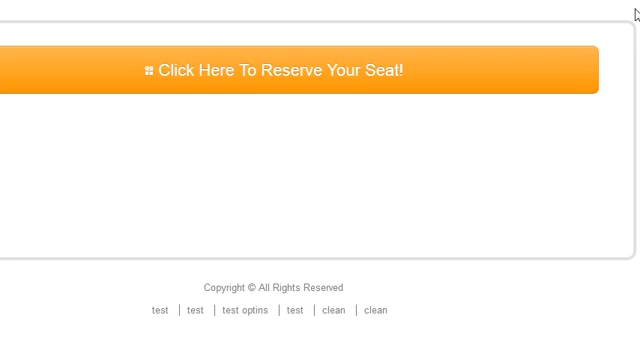 Click Here To Reserve Your Seat!
Copyright © All Rights Reserved
test | test | test optins | test | clean | clean